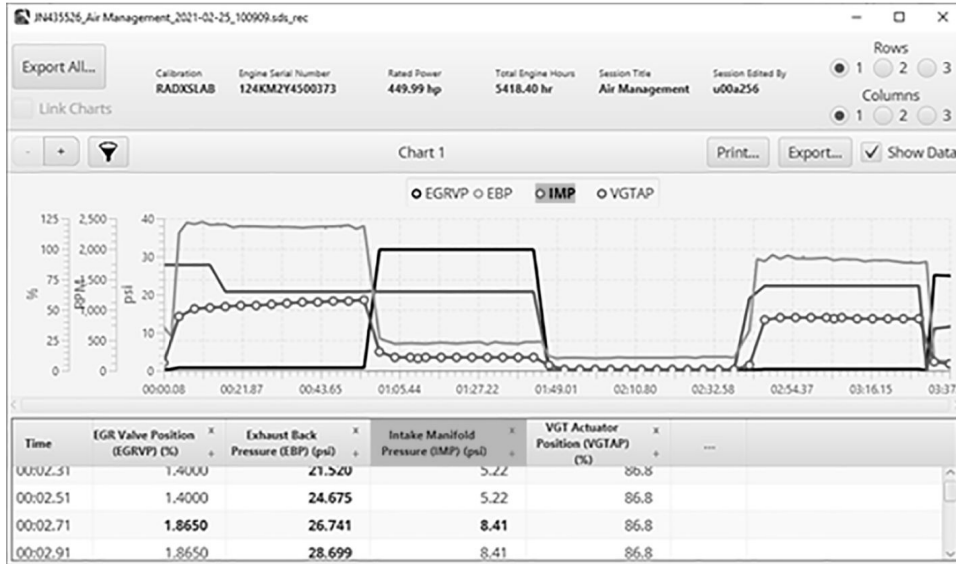 JN435526_Air Management_2021-02-25_100909.sds_rec
Export All...
Link Charts
Calibration
RADXSLAB
Engine Serial Number
124KM2Y4500373
Rated Power
449.99 hp
Total Engine Hours
5418.40 hr
Session Title
Air Management
Session Edited By
u00a256
Rows
1 2 3
Columns
1 2 3
- +
Chart 1
Print... Export... Show Data
EGRVP EBP IMP VGTAP
125 2,500 40
100 2,000 30
75 1,500
% RPM psi
20
50 1,000
10
25 500
0 0 0
00:00.08 00:21.87 00:43.65 01:05.44 01:27.22 01:49.01 02:10.80 02:32.58 02:54.37 03:16.15 03:37
Time
EGR Valve Position (EGRVP) (%)
Exhaust Back Pressure (EBP) (psi)
Intake Manifold Pressure (IMP) (psi)
VGT Actuator Position (VGTAP) (%)
...
00:02.31 1.4000 21.520 5.22 86.8
00:02.51 1.4000 24.675 5.22 86.8
00:02.71 1.8650 26.741 8.41 86.8
00:02.91 1.8650 28.699 8.41 86.8